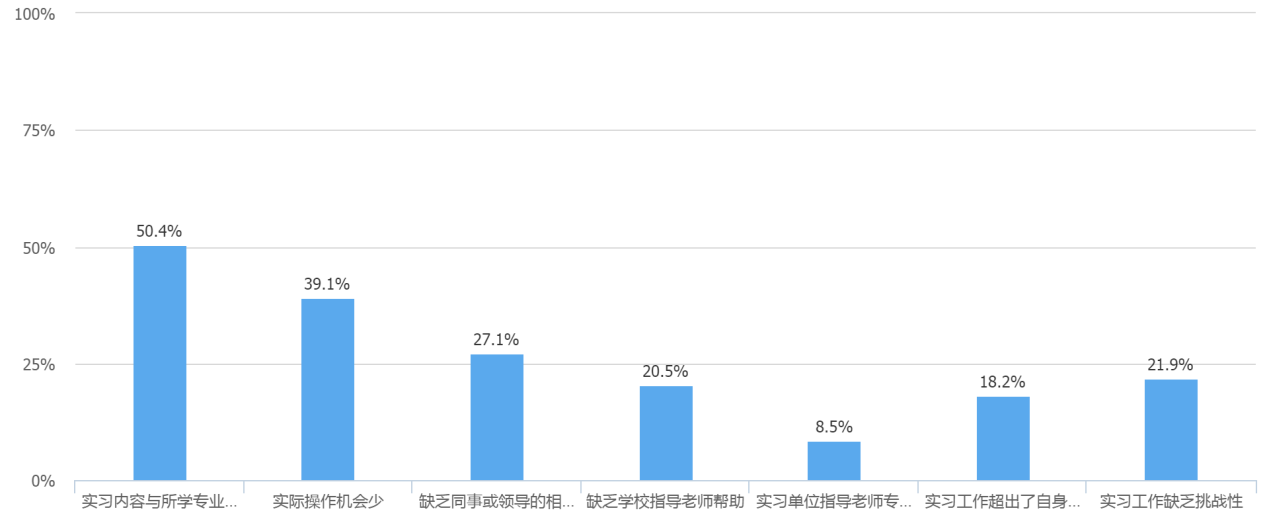 100%
75%
50%
25%
0%
50.4%
39.1%
27.1%
20.5%
8.5%
18.2%
21.9%
实习内容与所学专业...
实际操作机会少
缺乏同事或领导的相...
缺乏学校指导老师帮助
实习单位指导老师专...
实习工作超出了自身...
实习工作缺乏挑战性